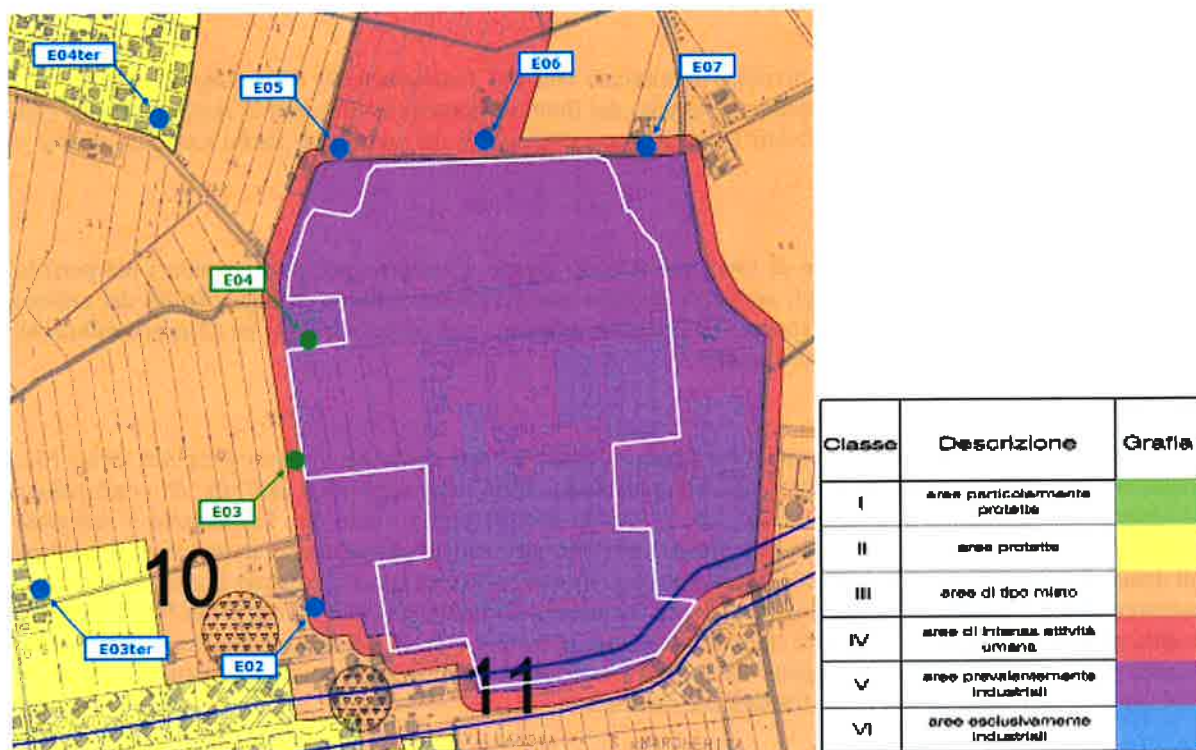 E04ter
E05
E06
E07
E04
E03
10
E03ter
E02
11
Classe Descrizione Grafia
I aree particolarmente protette
II aree protette
III aree di tipo misto
IV aree di intensa attività umana
V aree prevalentemente industriali
VI aree esclusivamente industriali